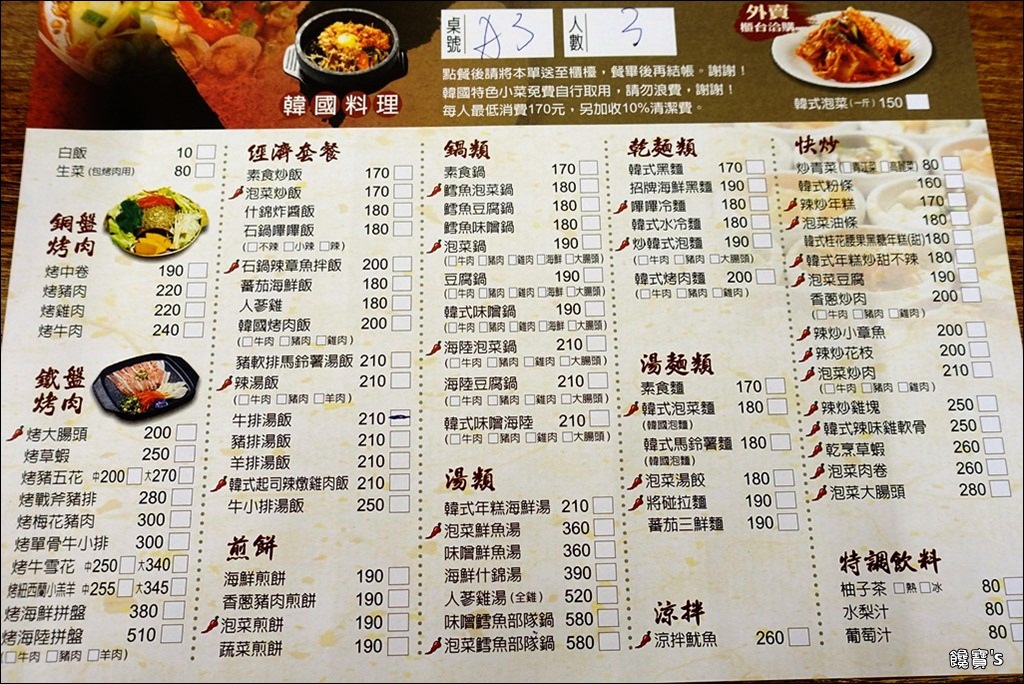 韓國料理
桌號 A3
人數 3
點餐後請將本單送至櫃檯，餐畢後再結帳。謝謝！
韓國特色小菜免費自行取用，請勿浪費，謝謝！
每人最低消費170元，另加收10%清潔費。
外賣
櫃台洽購
韓式泡菜(一斤) 150□
白飯 10□
生菜(包烤肉用) 80□
銅盤烤肉
烤中卷 190□
烤豬肉 220□
烤雞肉 220□
烤牛肉 240□
鐵盤烤肉
烤大腸頭 200□
烤草蝦 250□
烤豬五花 中200□大270□
烤戰斧豬排 280□
烤梅花豬肉 300□
烤單骨牛小排 300□
烤牛雪花 中250□大340□
烤紐西蘭小羔羊 中255□大345□
烤海鮮拼盤 380□
烤海陸拼盤 510□
(□牛肉 □豬肉 □羊肉)
經濟套餐
素食炒飯 170□
泡菜炒飯 170□
什錦炸醬飯 180□
石鍋嗶嗶飯 180□
(□不辣 □小辣 □辣)
石鍋辣章魚拌飯 200□
蕃茄海鮮飯 180□
人蔘雞 180□
韓國烤肉飯 200□
(□牛肉 □豬肉 □雞肉)
豬軟排馬鈴薯湯飯 210□
辣湯飯 210□
(□牛肉 □豬肉 □羊肉)
牛排湯飯 210□
豬排湯飯 210□
羊排湯飯 210□
韓式起司辣燉雞肉飯 210□
牛小排湯飯 250□
煎餅
海鮮煎餅 190□
香蔥豬肉煎餅 190□
泡菜煎餅 190□
蔬菜煎餅 190□
鍋類
素食鍋 170□
鱈魚泡菜鍋 180□
鱈魚豆腐鍋 180□
鱈魚味噌鍋 180□
泡菜鍋 190□
(□牛肉 □豬肉 □雞肉 □海鮮 □大腸頭)
豆腐鍋 190□
(□牛肉 □豬肉 □雞肉 □海鮮 □大腸頭)
韓式味噌鍋 190□
(□牛肉 □豬肉 □雞肉 □海鮮 □大腸頭)
海陸泡菜鍋 210□
(□牛肉 □豬肉 □雞肉 □大腸頭)
海陸豆腐鍋 210□
(□牛肉 □豬肉 □雞肉 □大腸頭)
韓式味噌海陸 210□
(□牛肉 □豬肉 □雞肉 □大腸頭)
湯類
韓式年糕海鮮湯 210□
泡菜鮮魚湯 360□
味噌鮮魚湯 360□
海鮮什錦湯 390□
人蔘雞湯(全雞) 520□
味噌鱈魚部隊鍋 580□
泡菜鱈魚部隊鍋 580□
乾麵類
韓式黑麵 170□
招牌海鮮黑麵 190□
嗶嗶冷麵 180□
韓式水冷麵 180□
炒韓式泡麵 190□
(□牛肉 □豬肉 □雞肉 □大腸頭)
韓式烤肉麵 200□
(□牛肉 □豬肉 □雞肉)
湯麵類
素食麵 170□
韓式泡菜麵 180□
(韓國泡麵)
韓式馬鈴薯麵 180□
(韓國泡麵)
泡菜湯餃 180□
將碰拉麵 190□
蕃茄三鮮麵 190□
涼拌
涼拌魷魚 260□
快炒
炒青菜(□青江菜 □高麗菜) 80□
韓式粉條 160□
辣炒年糕 170□
泡菜油條 180□
韓式桂花腰果黑糖年糕(甜) 180□
韓式年糕炒甜不辣 180□
泡菜豆腐 190□
香蔥炒肉 200□
(□牛肉 □豬肉 □雞肉)
辣炒小章魚 200□
辣炒花枝 200□
泡菜炒肉 210□
(□牛肉 □豬肉 □雞肉)
辣炒雞塊 250□
韓式辣味雞軟骨 250□
乾烹草蝦 260□
泡菜肉卷 260□
泡菜大腸頭 280□
特調飲料
柚子茶 □熱 □冰 80□
水梨汁 80□
葡萄汁 80□
饞寶's